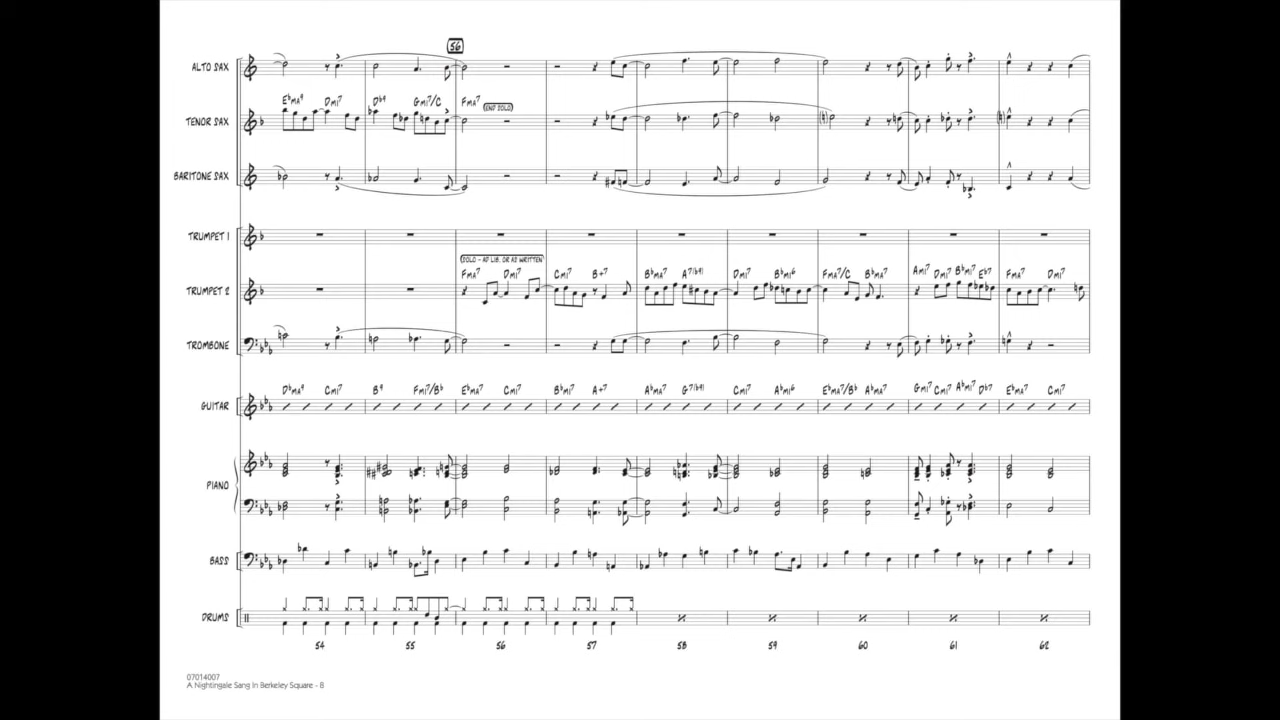 56
ALTO SAX
E♭MA9 DMI7 D♭9 GMI7/C FMA7 END SOLO
TENOR SAX
BARITONE SAX
TRUMPET 1
SOLO - AD LIB. OR AS WRITTEN
FMA7 DMI7 CMI7 B+7 B♭MA7 A7(♭9) DMI7 B♭MI6 FMA7/C B♭MA7 AMI7 DMI7 B♭MI7 E♭7 FMA7 DMI7
TRUMPET 2
TROMBONE
D♭MA9 CMI7 B9 FMI7/B♭ E♭MA7 CMI7 B♭MI7 A+7 A♭MA7 G7(♭9) CMI7 A♭MI6 E♭MA7/B♭ A♭MA7 GMI7 CMI7 A♭MI7 D♭7 E♭MA7 CMI7
GUITAR
PIANO
BASS
DRUMS
54 55 56 57 58 59 60 61 62
07014007
A Nightingale Sang In Berkeley Square - 8